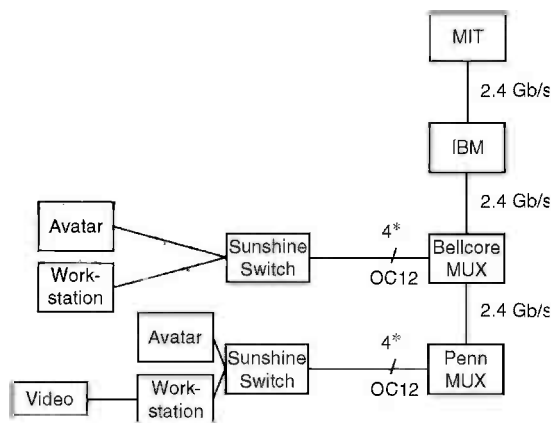 MIT
2.4 Gb/s
IBM
2.4 Gb/s
Avatar
4*
Sunshine
Switch
Bellcore
MUX
Work-
station
OC12
2.4 Gb/s
Avatar
4*
Sunshine
Switch
Penn
MUX
Video
Work-
station
OC12